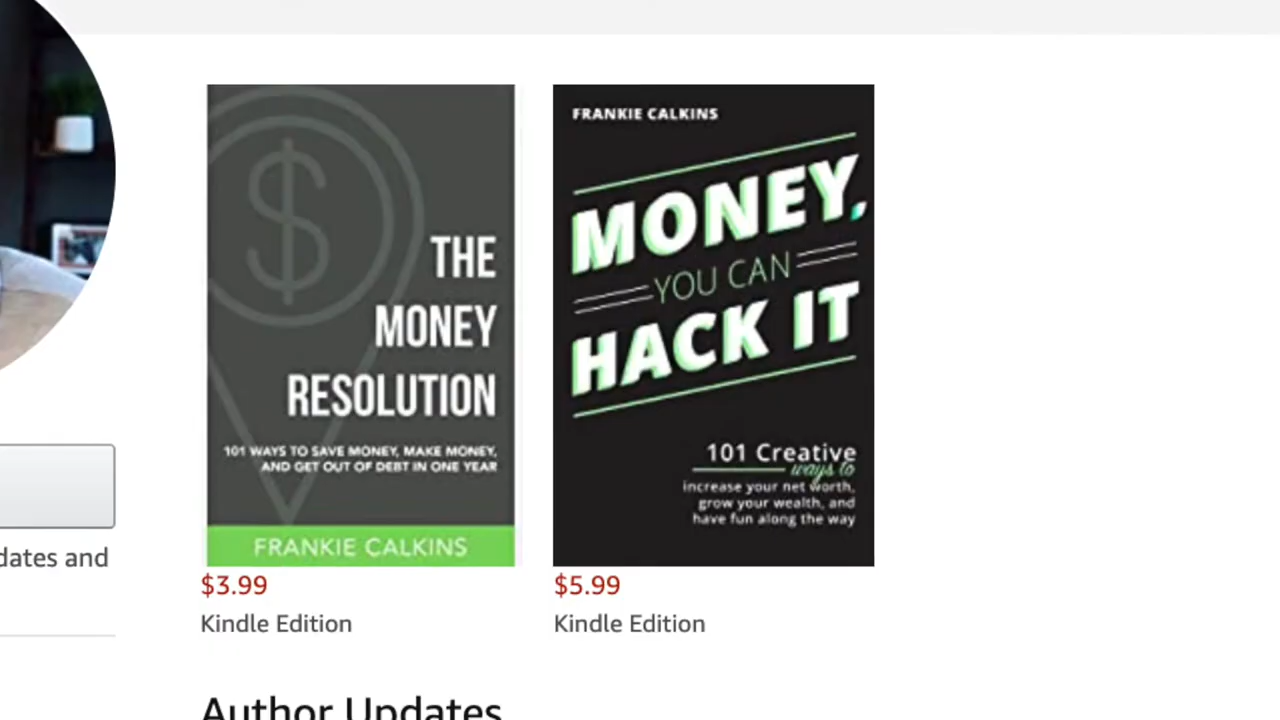 THE
MONEY
RESOLUTION
101 WAYS TO SAVE MONEY, MAKE MONEY,
AND GET OUT OF DEBT IN ONE YEAR
FRANKIE CALKINS
$3.99
Kindle Edition
FRANKIE CALKINS
MONEY,
YOU CAN
HACK IT
101 Creative
ways to
increase your net worth,
grow your wealth, and
have fun along the way
$5.99
Kindle Edition
dates and
Author Updates